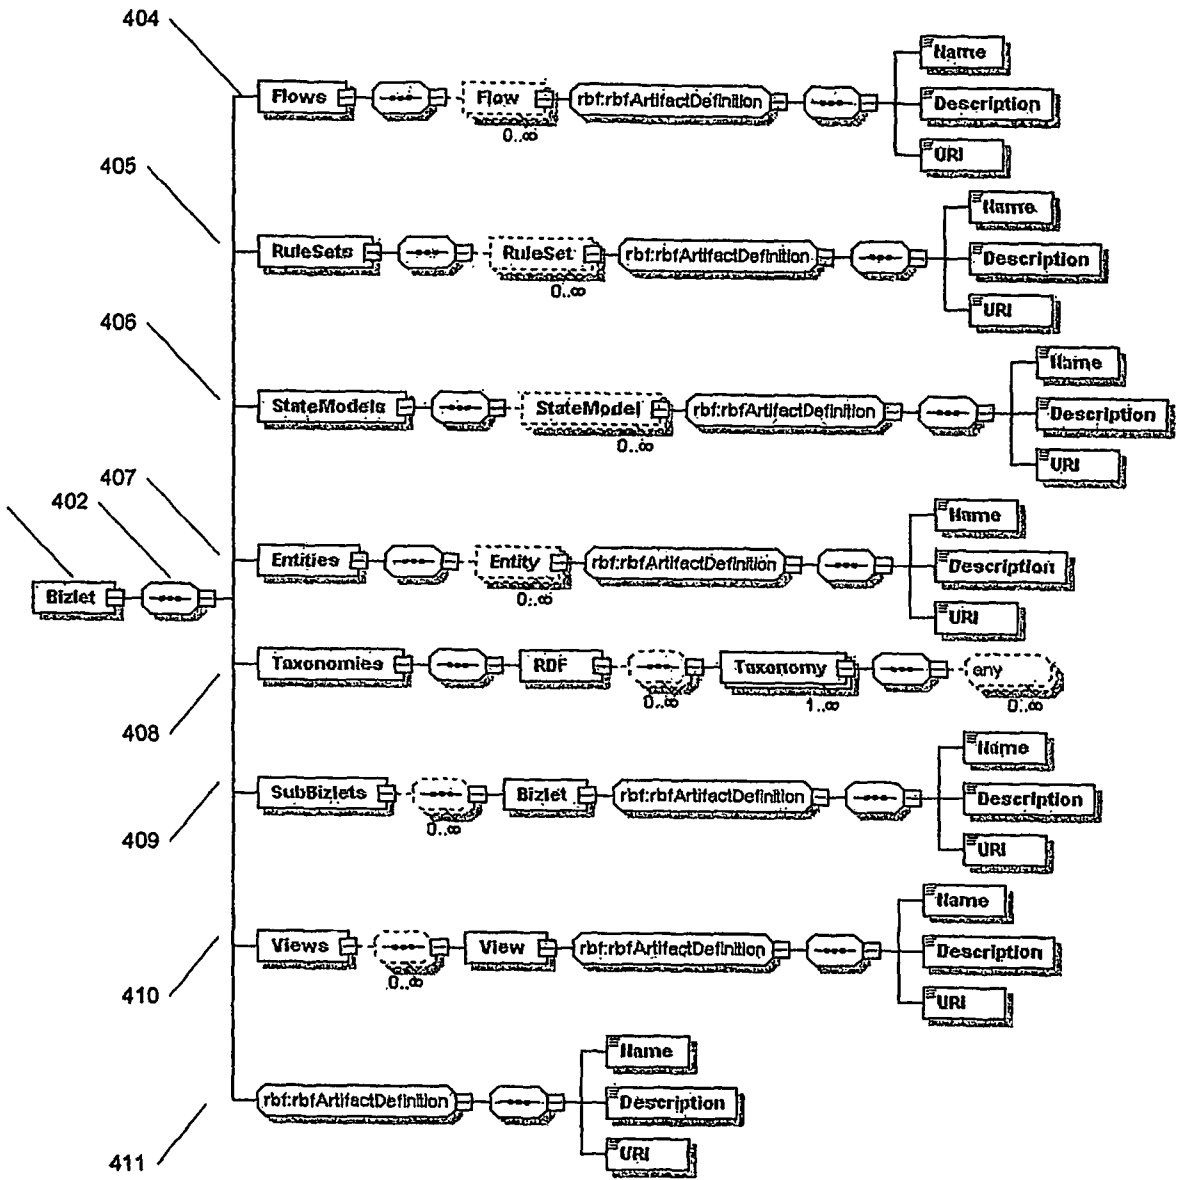 404
Flows
Flow
0..∞
rbf:rbfArtifactDefinition
Name
Description
URI
405
RuleSets
RuleSet
0..∞
rbf:rbfArtifactDefinition
Name
Description
URI
406
StateModels
StateModel
0..∞
rbf:rbfArtifactDefinition
Name
Description
URI
407
Entities
Entity
0..∞
rbf:rbfArtifactDefinition
Name
Description
URI
402
Bizlet
Taxonomies
RDF
0..∞
Taxonomy
1..∞
any
0..∞
408
SubBizlets
0..∞
Bizlet
rbf:rbfArtifactDefinition
Name
Description
URI
409
Views
0..∞
View
rbf:rbfArtifactDefinition
Name
Description
URI
410
rbf:rbfArtifactDefinition
Name
Description
URI
411